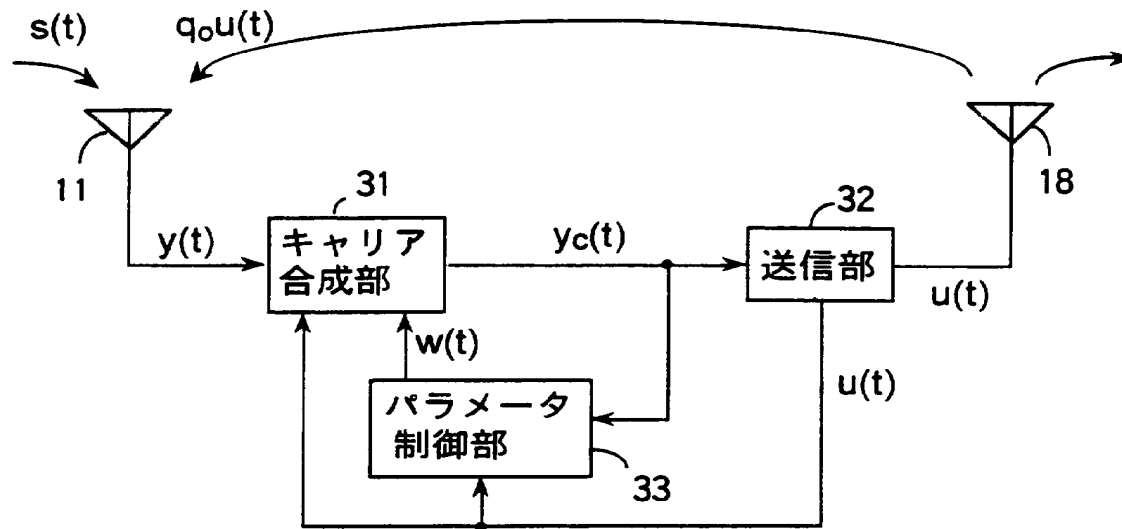 s(t)
q₀u(t)
11
18
31
32
y(t)
キャリア
合成部
yc(t)
送信部
u(t)
w(t)
u(t)
パラメータ
制御部
33